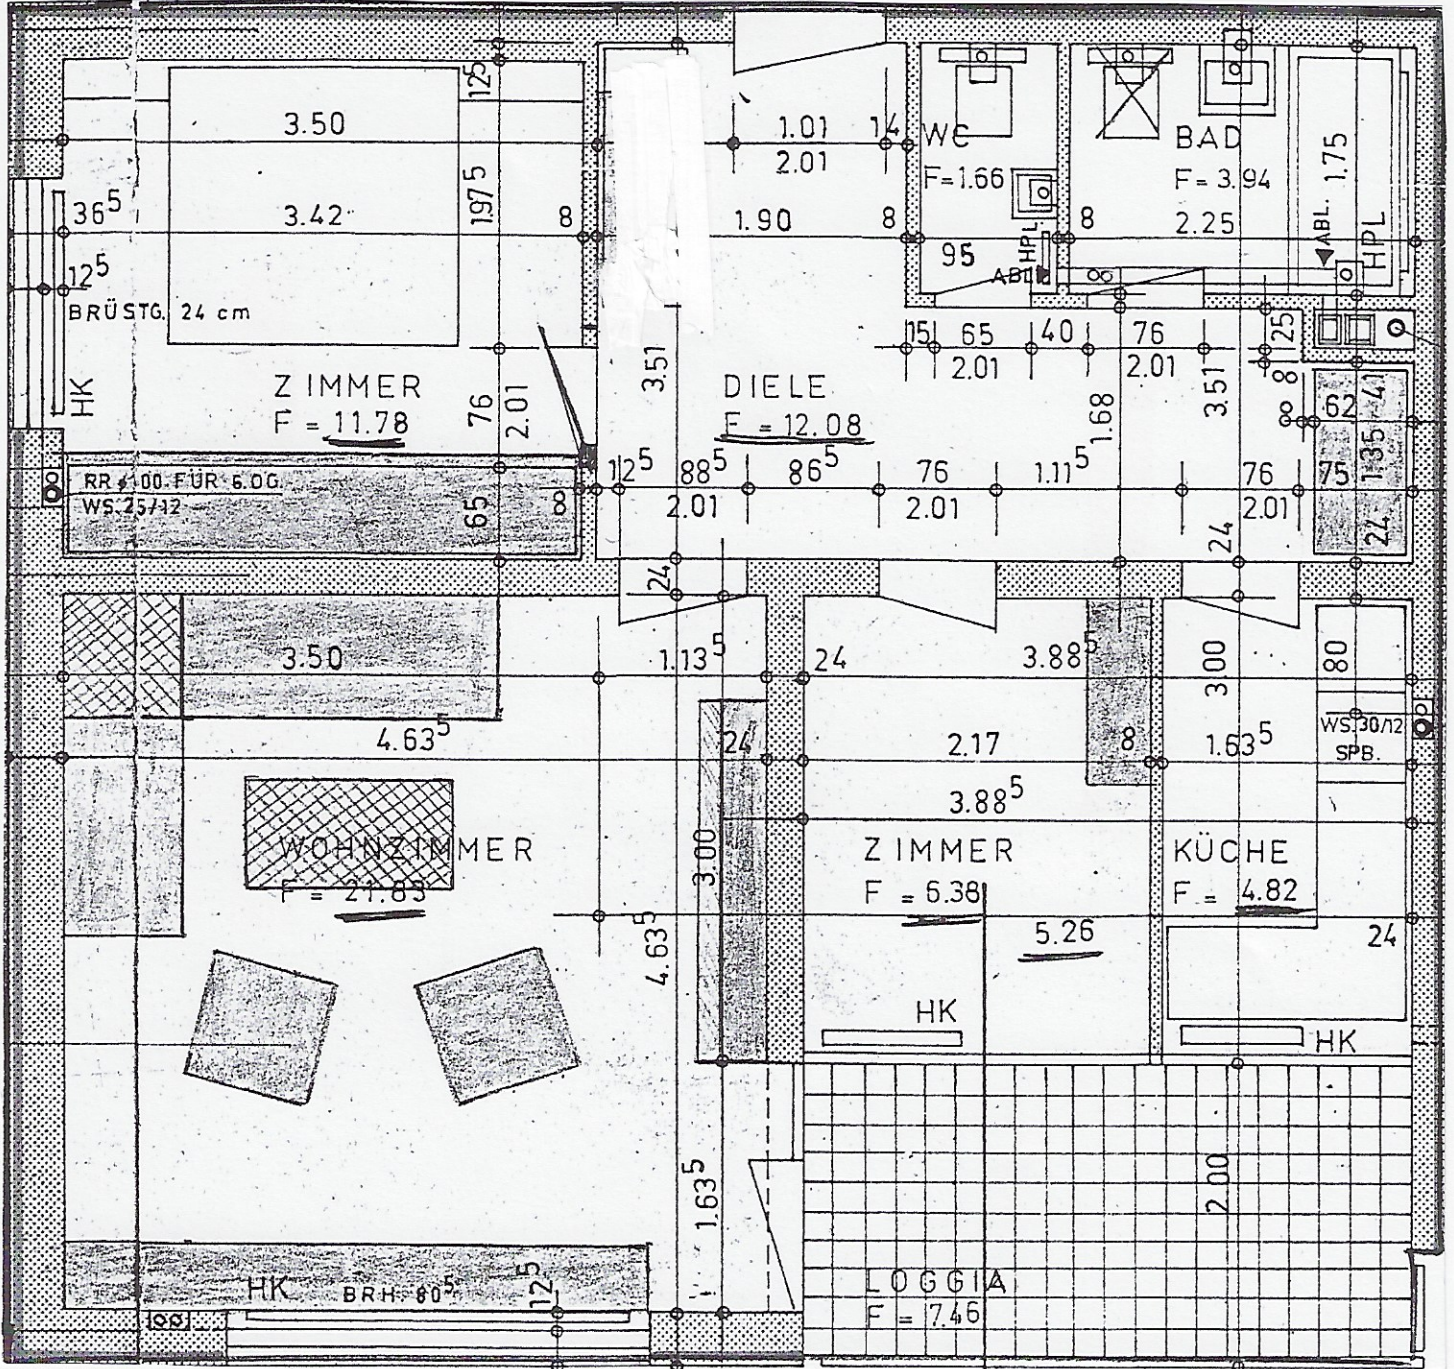 12⁵
3.50
1.01
2.01
14
WC
F=1.66
BAD
F= 3.94
1.75
36⁵
3.42
1.97⁵
8
1.90
8
95
HPL
ABL
8
2.25
ABL.
HPL
12⁵
BRÜSTG. 24 cm
HK
ZIMMER
F = 11.78
76
2.01
3.51
DIELE
F = 12.08
15
65
2.01
40
76
2.01
25
1.68
3.51
8
62
41
1.35
RR 100 FÜR 6.OG.
WS.25/12
65
8
12⁵
88⁵
2.01
86⁵
76
2.01
1.11⁵
76
2.01
75
24
24
24
3.50
1.13⁵
24
3.88⁵
3.00
80
4.63⁵
24
2.17
8
1.63⁵
WS.30/12
SPB.
3.88⁵
WOHNZIMMER
F = 21.83
3.00
4.63⁵
ZIMMER
F = 6.38
5.26
KÜCHE
F = 4.82
24
HK
HK
1.63⁵
2.00
HK
BRH. 80⁵
12⁵
LOGGIA
F = 7.46